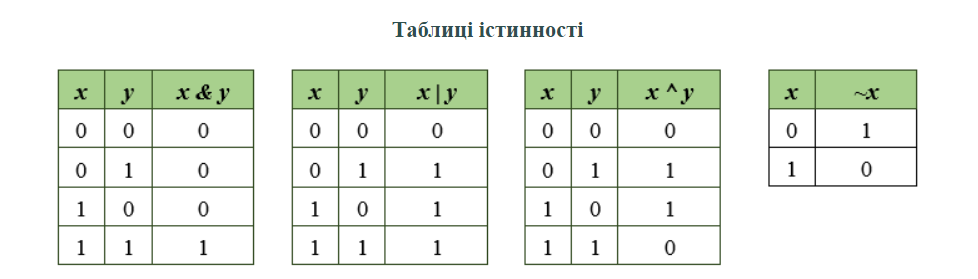 Таблиці істинності
x y x & y x y x | y x y x ^ y x ~x
0 0 0 0 0 0 0 0 0 0 1
0 1 0 0 1 1 0 1 1 1 0
1 0 0 1 0 1 1 0 1
1 1 1 1 1 1 1 1 0